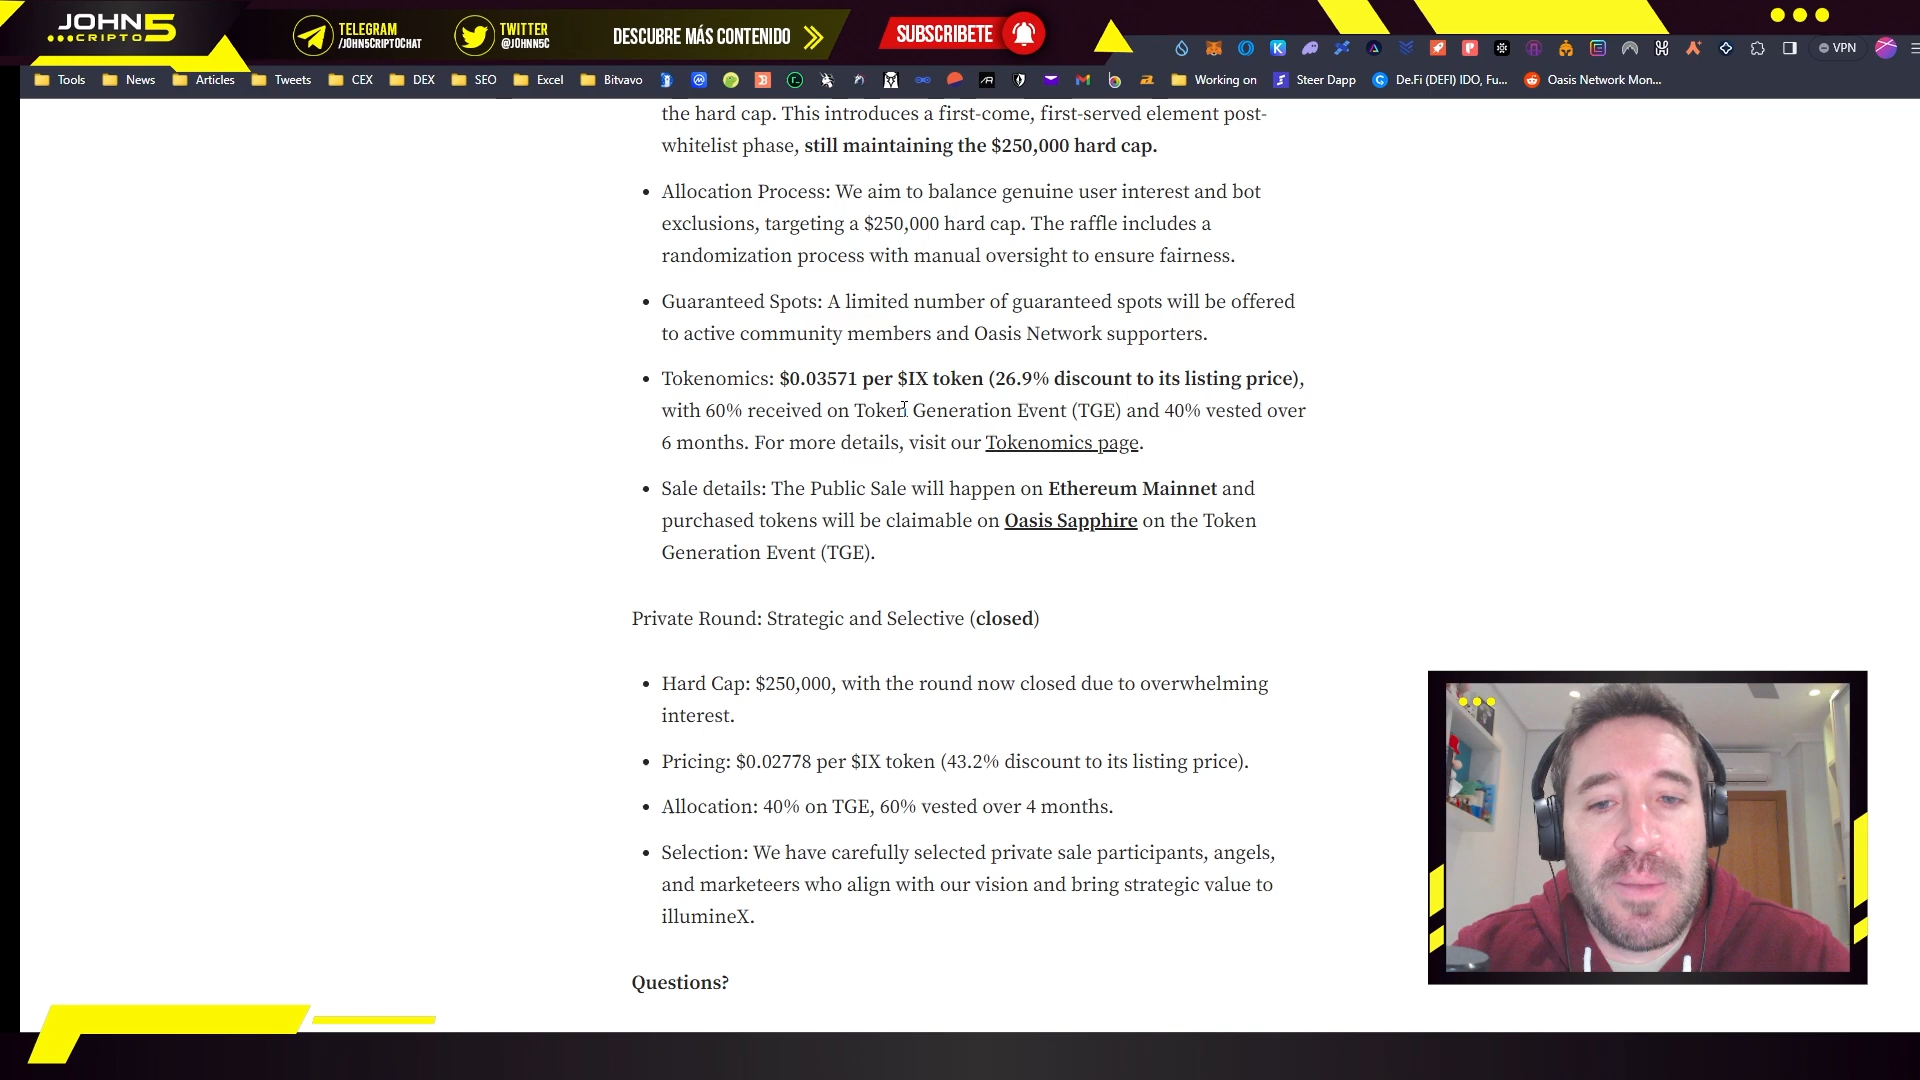 JOHN5
CRIPTO
TELEGRAM
/JOHN5CRIPTOCHAT
TWITTER
@J0HNN5C
DESCUBRE MÁS CONTENIDO
SUBSCRIBETE
VPN
Tools
News
Articles
Tweets
CEX
DEX
SEO
Excel
Bitvavo
Working on
Steer Dapp
De.Fi (DEFI) IDO, Fu...
Oasis Network Mon...
the hard cap. This introduces a first-come, first-served element post-
whitelist phase, still maintaining the $250,000 hard cap.
• Allocation Process: We aim to balance genuine user interest and bot
exclusions, targeting a $250,000 hard cap. The raffle includes a
randomization process with manual oversight to ensure fairness.
• Guaranteed Spots: A limited number of guaranteed spots will be offered
to active community members and Oasis Network supporters.
• Tokenomics: $0.03571 per $IX token (26.9% discount to its listing price),
with 60% received on Token Generation Event (TGE) and 40% vested over
6 months. For more details, visit our Tokenomics page.
• Sale details: The Public Sale will happen on Ethereum Mainnet and
purchased tokens will be claimable on Oasis Sapphire on the Token
Generation Event (TGE).
Private Round: Strategic and Selective (closed)
• Hard Cap: $250,000, with the round now closed due to overwhelming
interest.
• Pricing: $0.02778 per $IX token (43.2% discount to its listing price).
• Allocation: 40% on TGE, 60% vested over 4 months.
• Selection: We have carefully selected private sale participants, angels,
and marketeers who align with our vision and bring strategic value to
illumineX.
Questions?